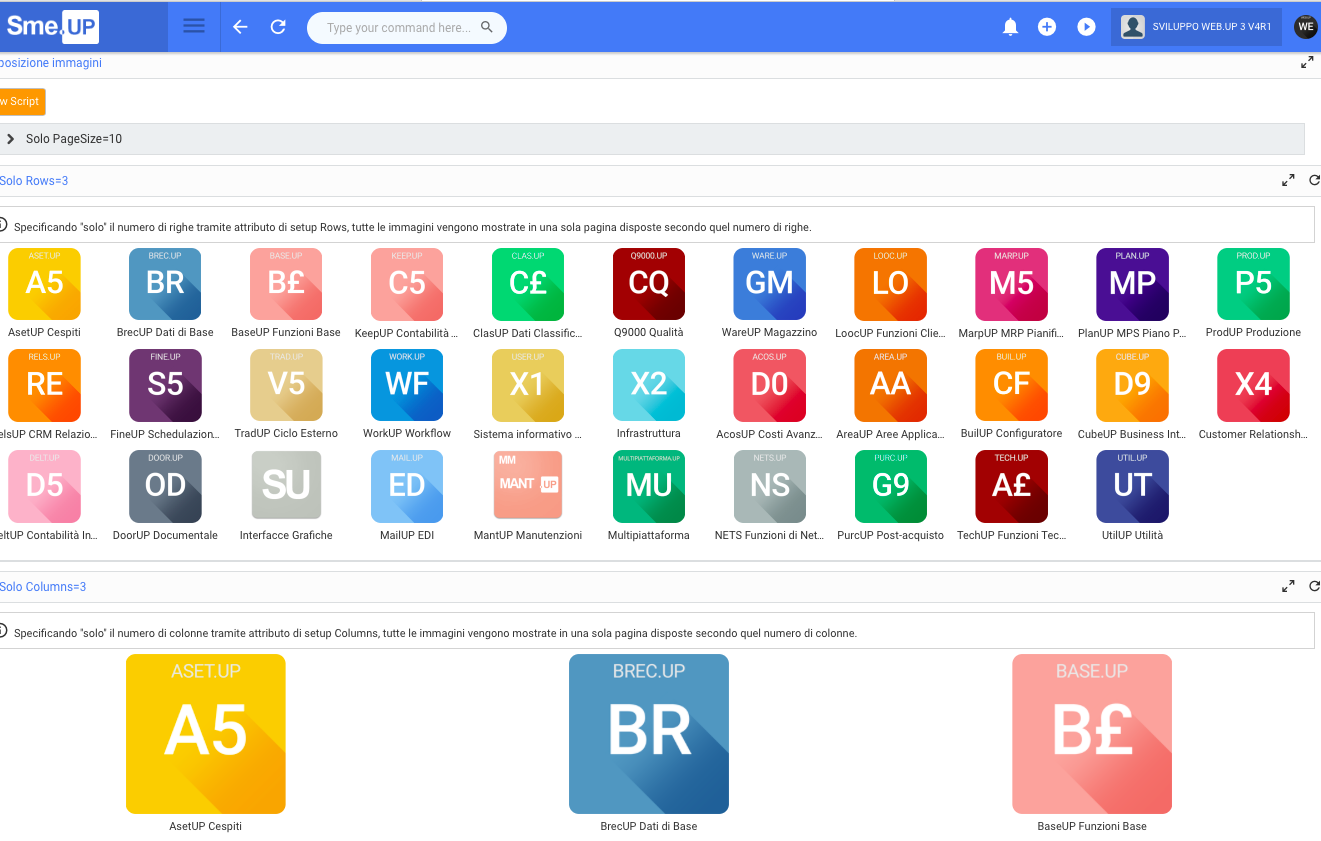 Sme.UP
Type your command here...
SVILUPPO WEB.UP 3 V4R1
WE
posizione immagini
w Script
Solo PageSize=10
Solo Rows=3
Specificando "solo" il numero di righe tramite attributo di setup Rows, tutte le immagini vengono mostrate in una sola pagina disposte secondo quel numero di righe.
ASET.UP BREC.UP BASE.UP KEEP.UP CLAS.UP Q9000.UP WARE.UP LOOC.UP MARP.UP PLAN.UP PROD.UP
A5 BR B£ C5 C£ CQ GM LO M5 MP P5
AsetUP Cespiti BrecUP Dati di Base BaseUP Funzioni Base KeepUP Contabilità ... ClasUP Dati Classific... Q9000 Qualità WareUP Magazzino LoocUP Funzioni Clie... MarpUP MRP Pianifi... PlanUP MPS Piano P... ProdUP Produzione
RELS.UP FINE.UP TRAD.UP WORK.UP USER.UP ACOS.UP AREA.UP BUIL.UP CUBE.UP
RE S5 V5 WF X1 X2 D0 AA CF D9 X4
elsUP CRM Relazio... FineUP Schedulazion... TradUP Ciclo Esterno WorkUP Workflow Sistema informativo ... Infrastruttura AcosUP Costi Avanz... AreaUP Aree Applica... BuilUP Configuratore CubeUP Business Int... Customer Relationsh...
DELT.UP DOOR.UP MAIL.UP MM MULTIPIATTAFORMA.UP NETS.UP PURC.UP TECH.UP UTIL.UP
D5 OD SU ED MANT .UP MU NS G9 A£ UT
eltUP Contabilità In... DoorUP Documentale Interfacce Grafiche MailUP EDI MantUP Manutenzioni Multipiattaforma NETS Funzioni di Net... PurcUP Post-acquisto TechUP Funzioni Tec... UtilUP Utilità
Solo Columns=3
Specificando "solo" il numero di colonne tramite attributo di setup Columns, tutte le immagini vengono mostrate in una sola pagina disposte secondo quel numero di colonne.
ASET.UP BREC.UP BASE.UP
A5 BR B£
AsetUP Cespiti BrecUP Dati di Base BaseUP Funzioni Base